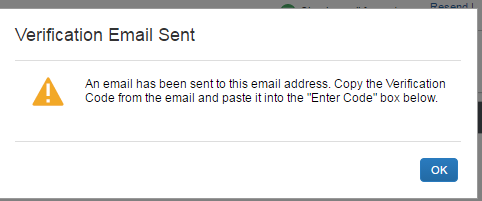 Resend
Verification Email Sent
An email has been sent to this email address. Copy the Verification
Code from the email and paste it into the "Enter Code" box below.
OK